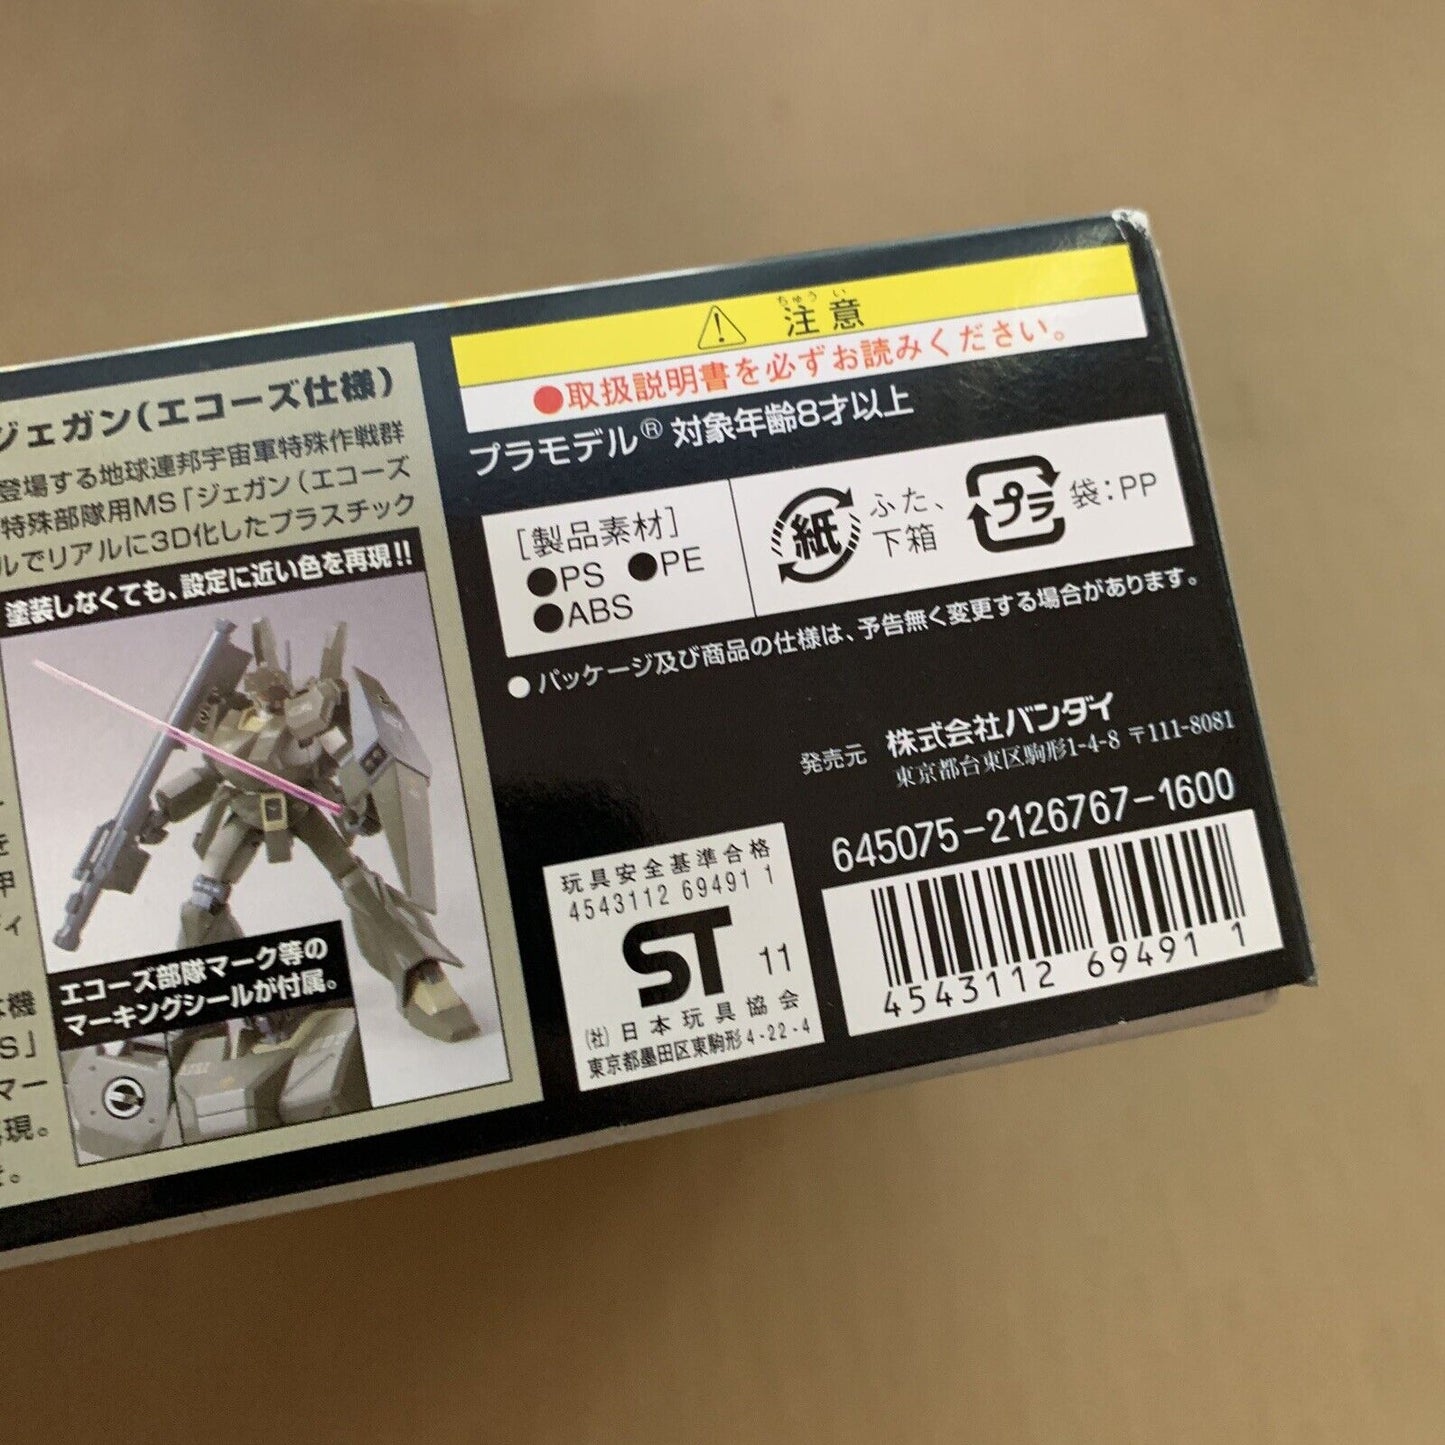 ジェガン(エコーズ仕様)
登場する地球連邦宇宙軍特殊作戦群
特殊部隊用MS「ジェガン(エコーズ
ルでリアルに3D化したプラスチック
塗装しなくても、設定に近い色を再現!!
エコーズ部隊マーク等の
マーキングシールが付属。
を
甲
ィ
機
S」
マー
現。
ちゅう い
注意
●取扱説明書を必ずお読みください。
プラモデル® 対象年齢8才以上
[製品素材]
●PS ●PE
●ABS
紙 ふた、
下箱
プラ 袋:PP
●パッケージ及び商品の仕様は、予告無く変更する場合があります。
発売元 株式会社バンダイ
東京都台東区駒形1-4-8 〒111-8081
645075-2126767-1600
玩具安全基準合格
4543112 69491 1
ST 11
(社)日本玩具協会
東京都墨田区東駒形4-22-4
4543112 69491 1